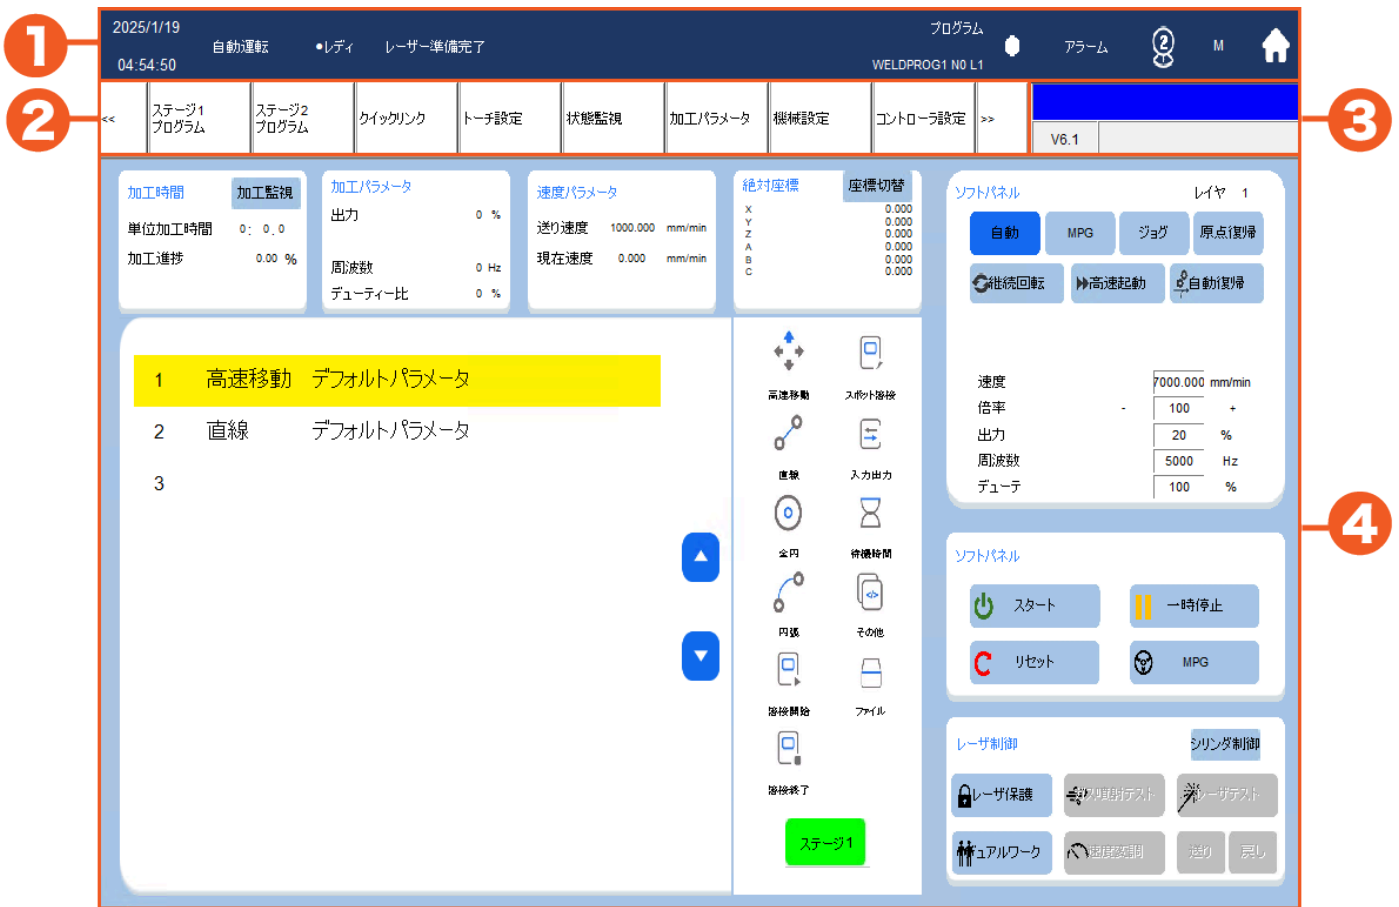 1
2025/1/19
04:54:50
自動運転
●レディ
レーザー準備完了
プログラム
WELDPROG1 N0 L1
アラーム
2
M
2
<<
ステージ1
プログラム
ステージ2
プログラム
クイックリンク
トーチ設定
状態監視
加工パラメータ
機械設定
コントローラ設定
>>
V6.1
3
加工時間
加工監視
単位加工時間 0: 0.0
加工進捗 0.00 %
加工パラメータ
出力 0 %
周波数 0 Hz
デューティー比 0 %
速度パラメータ
送り速度 1000.000 mm/min
現在速度 0.000 mm/min
絶対座標
座標切替
X 0.000
Y 0.000
Z 0.000
A 0.000
B 0.000
C 0.000
1 高速移動 デフォルトパラメータ
2 直線 デフォルトパラメータ
3
高速移動
スポット溶接
直線
入力出力
全円
待機時間
円弧
その他
溶接開始
ファイル
溶接終了
ステージ1
ソフトパネル
レイヤ 1
自動
MPG
ジョグ
原点復帰
継続回転
高速起動
自動復帰
速度 7000.000 mm/min
倍率 - 100 +
出力 20 %
周波数 5000 Hz
デューテ 100 %
4
ソフトパネル
スタート
一時停止
リセット
MPG
レーザ制御
シリンダ制御
レーザ保護
ガス噴射テスト
レーザテスト
デュアルワーク
速度変調
送り
戻し